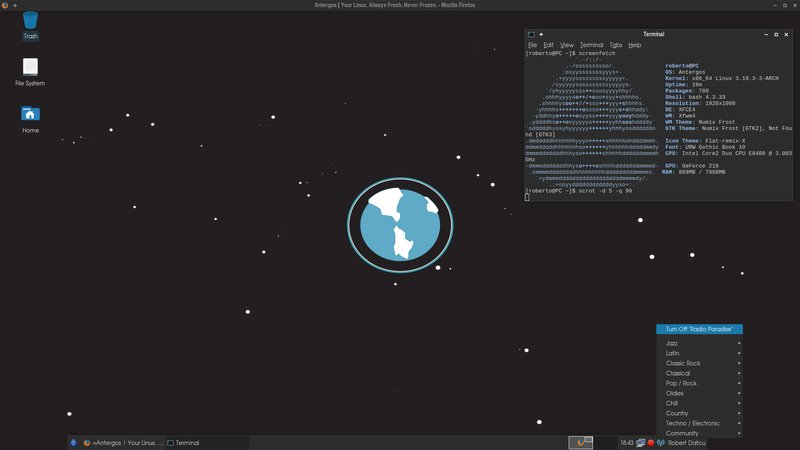 Antergos | Your Linux. Always Fresh. Never Frozen. - Mozilla Firefox
Trash
File System
Home
Terminal
File Edit View Terminal Tabs Help
[roberto@PC ~]$ screenfetch
roberto@PC
OS: Antergos
Kernel: x86_64 Linux 3.19.3-3-ARCH
Uptime: 16m
Packages: 788
Shell: bash 4.3.33
Resolution: 1920x1080
DE: XFCE4
WM: Xfwm4
WM Theme: Numix Frost
GTK Theme: Numix Frost [GTK2], Not Fou
nd [GTK3]
Icon Theme: Flat-remix-X
Font: URW Gothic Book 10
CPU: Intel Core2 Duo CPU E8400 @ 3.003
GHz
GPU: GeForce 210
RAM: 869MB / 7988MB
[roberto@PC ~]$ scrot -d 5 -q 90
Turn Off 'Radio Paradise'
Jazz
Latin
Classic Rock
Classical
Pop / Rock
Oldies
Chill
Country
Techno / Electronic
Community
«Antergos | Your Linux. ...
Terminal
18:43
Robert Dafcu